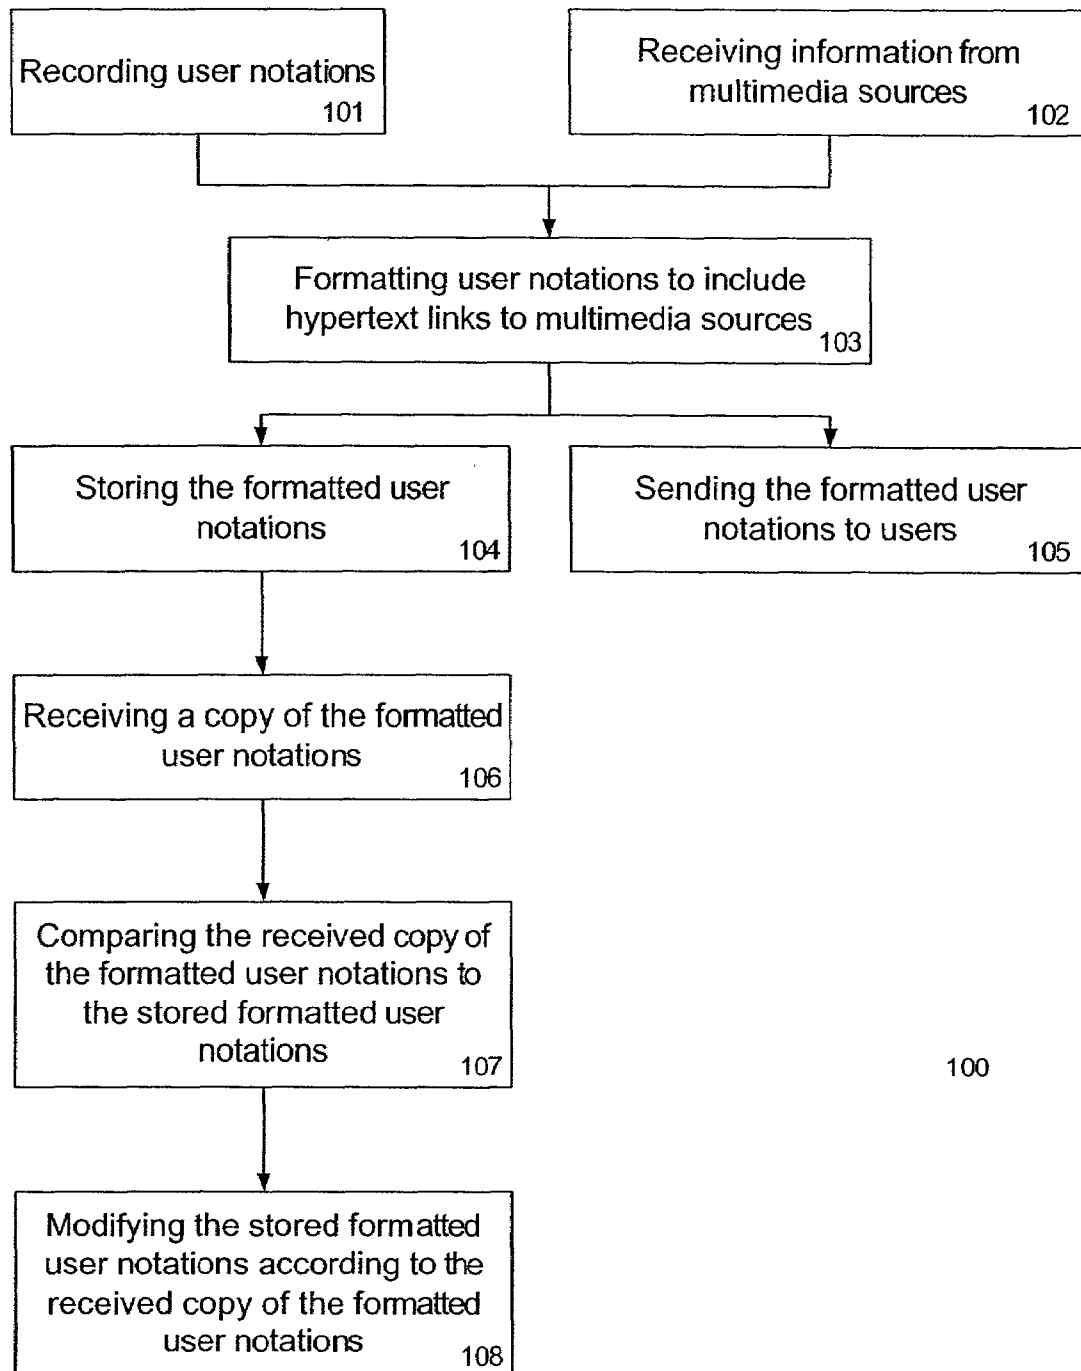 Recording user notations
101
Receiving information from
multimedia sources
102
Formatting user notations to include
hypertext links to multimedia sources
103
Storing the formatted user
notations
104
Sending the formatted user
notations to users
105
Receiving a copy of the formatted
user notations
106
Comparing the received copy of
the formatted user notations to
the stored formatted user
notations
107
100
Modifying the stored formatted
user notations according to the
received copy of the formatted
user notations
108